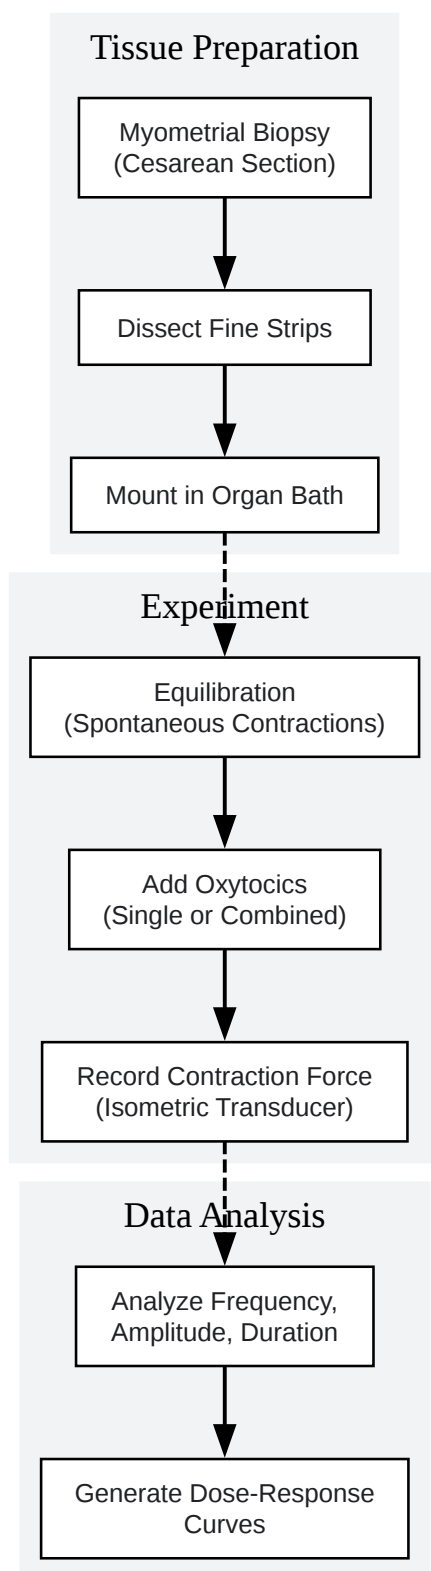 Tissue Preparation
Myometrial Biopsy
(Cesarean Section)
Dissect Fine Strips
Mount in Organ Bath
Experiment
Equilibration
(Spontaneous Contractions)
Add Oxytocics
(Single or Combined)
Record Contraction Force
(Isometric Transducer)
Data Analysis
Analyze Frequency,
Amplitude, Duration
Generate Dose-Response
Curves